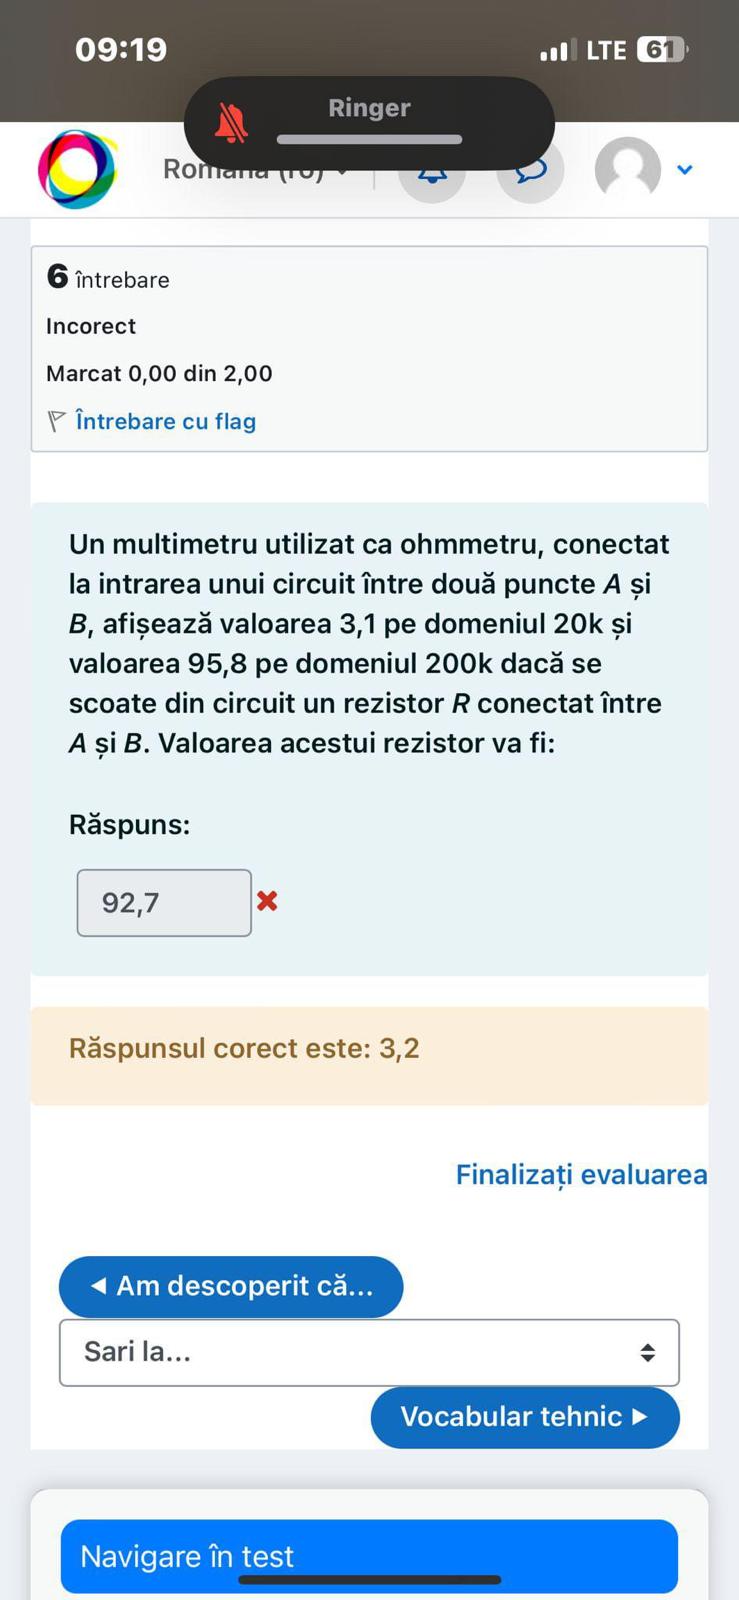 09:19
LTE 61
Ringer
Română (ro)
6 întrebare
Incorect
Marcat 0,00 din 2,00
Întrebare cu flag
Un multimetru utilizat ca ohmmetru, conectat
la intrarea unui circuit între două puncte A și
B, afișează valoarea 3,1 pe domeniul 20k și
valoarea 95,8 pe domeniul 200k dacă se
scoate din circuit un rezistor R conectat între
A și B. Valoarea acestui rezistor va fi:
Răspuns:
92,7
Răspunsul corect este: 3,2
Finalizați evaluarea
◄ Am descoperit că...
Sari la...
Vocabular tehnic ►
Navigare în test